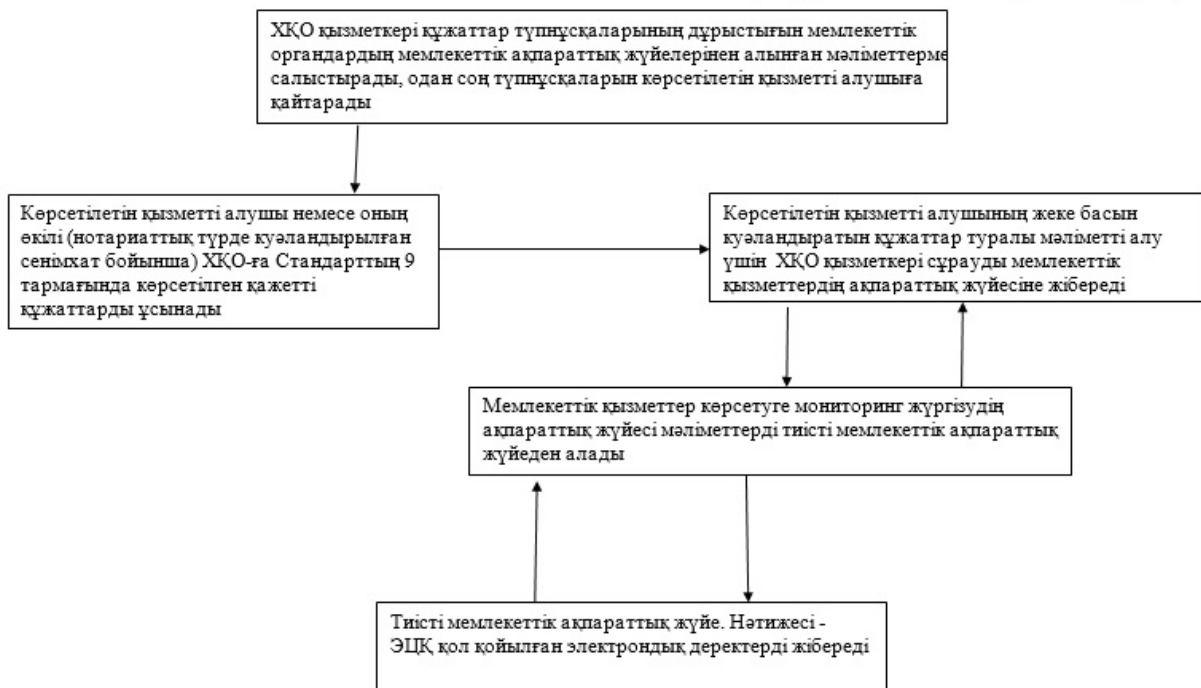 ХҚО қызметкері құжаттар түпнұсқаларының дұрыстығын мемлекеттік
органдардың мемлекеттік ақпараттық жүйелерінен алынған мәліметтерме
салыстырады, одан соң түпнұсқаларын көрсетілетін қызметті алушыға
қайтарады
Көрсетілетін қызметті алушы немесе оның
өкілі (нотариаттық түрде куәландырылған
сенімхат бойынша) ХҚО-ға Стандарттың 9
тармағында көрсетілген қажетті
құжаттарды ұсынады
Көрсетілетін қызметті алушының жеке басын
куәландыратын құжаттар туралы мәліметті алу
үшін ХҚО қызметкері сұрауды мемлекеттік
қызметтердің ақпараттық жүйесіне жібереді
Мемлекеттік қызметтер көрсетуге мониторинг жүргізудің
ақпараттық жүйесі мәліметтерді тиісті мемлекеттік ақпараттық
жүйеден алады
Тиісті мемлекеттік ақпараттық жүйе. Нәтижесі -
ЭЦҚ қол қойылған электрондық деректерді жібереді